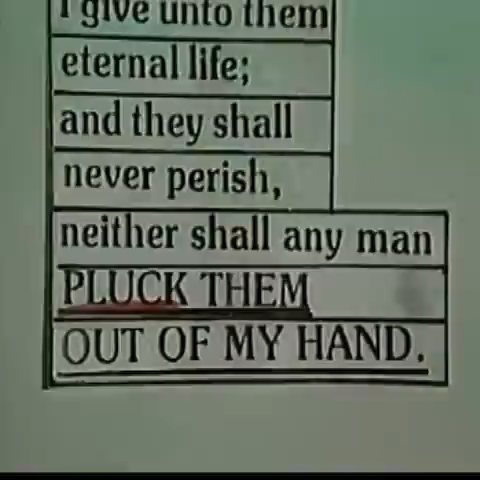 I give unto them
eternal life;
and they shall
never perish,
neither shall any man
PLUCK THEM
OUT OF MY HAND.